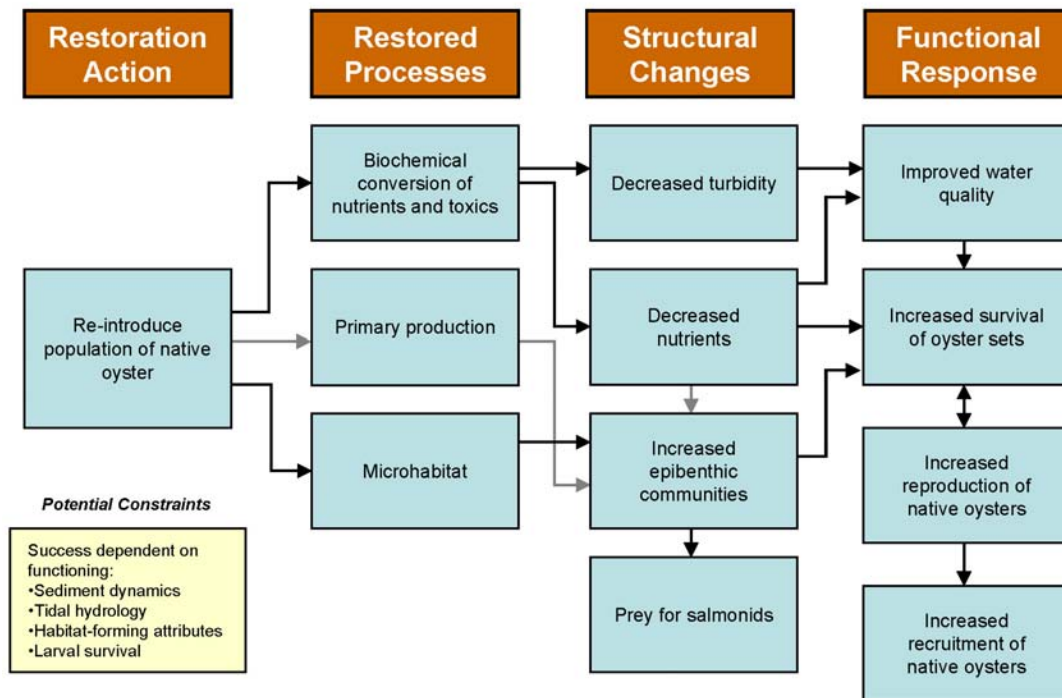 Restoration
Action
Restored
Processes
Structural
Changes
Functional
Response
Re-introduce
population of native
oyster
Biochemical
conversion of
nutrients and toxics
Primary production
Microhabitat
Decreased turbidity
Decreased
nutrients
Increased
epibenthic
communities
Prey for salmonids
Improved water
quality
Increased survival
of oyster sets
Increased
reproduction of
native oysters
Increased
recruitment of
native oysters
Potential Constraints
Success dependent on
functioning:
•Sediment dynamics
•Tidal hydrology
•Habitat-forming attributes
•Larval survival